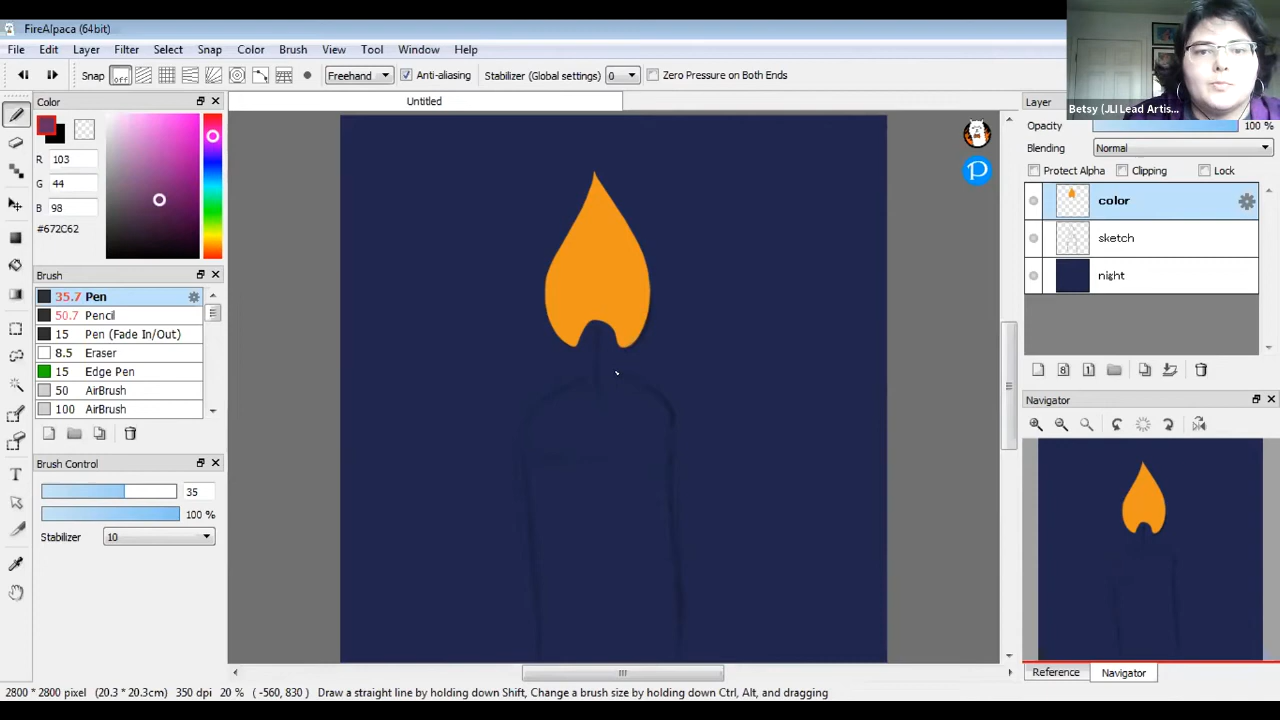 FireAlpaca (64bit)
File Edit Layer Filter Select Snap Color Brush View Tool Window Help
Snap off Freehand Anti-aliasing Stabilizer (Global settings) 0 Zero Pressure on Both Ends
Color
R 103
G 44
B 98
#672C62
Brush
35.7 Pen
50.7 Pencil
15 Pen (Fade In/Out)
8.5 Eraser
15 Edge Pen
50 AirBrush
100 AirBrush
Brush Control
35
100 %
Stabilizer 10
T
Untitled
P
Betsy (JLI Lead Artis...
Layer
Opacity 100 %
Blending Normal
Protect Alpha Clipping Lock
color
sketch
night
8 1
Navigator
Reference Navigator
2800 * 2800 pixel (20.3 * 20.3cm) 350 dpi 20 % ( -560, 830 ) Draw a straight line by holding down Shift, Change a brush size by holding down Ctrl, Alt, and dragging